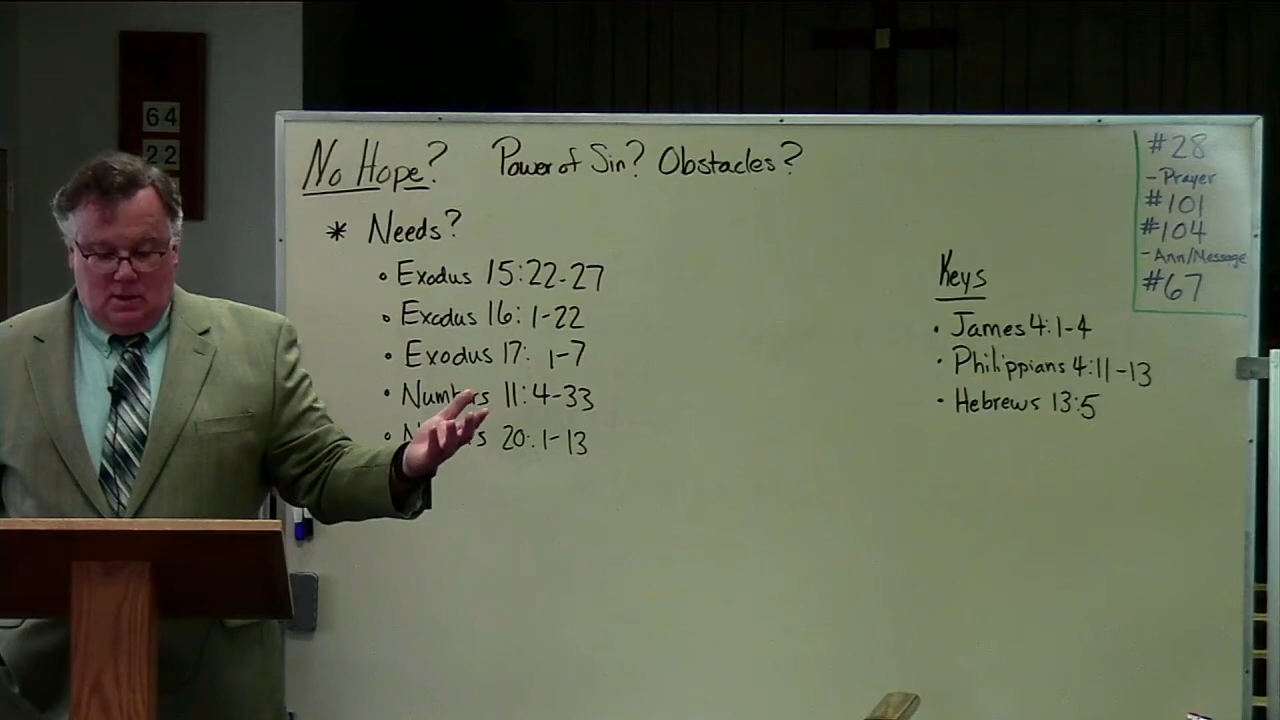 64
22
No Hope? Power of Sin? Obstacles?
* Needs?
• Exodus 15:22-27
• Exodus 16:1-22
• Exodus 17:1-7
• Numbers 11:4-33
• 20:1-13
Keys
• James 4:1-4
• Philippians 4:11-13
• Hebrews 13:5
#28
- Prayer
#101
#104
- Ann/Message
#67